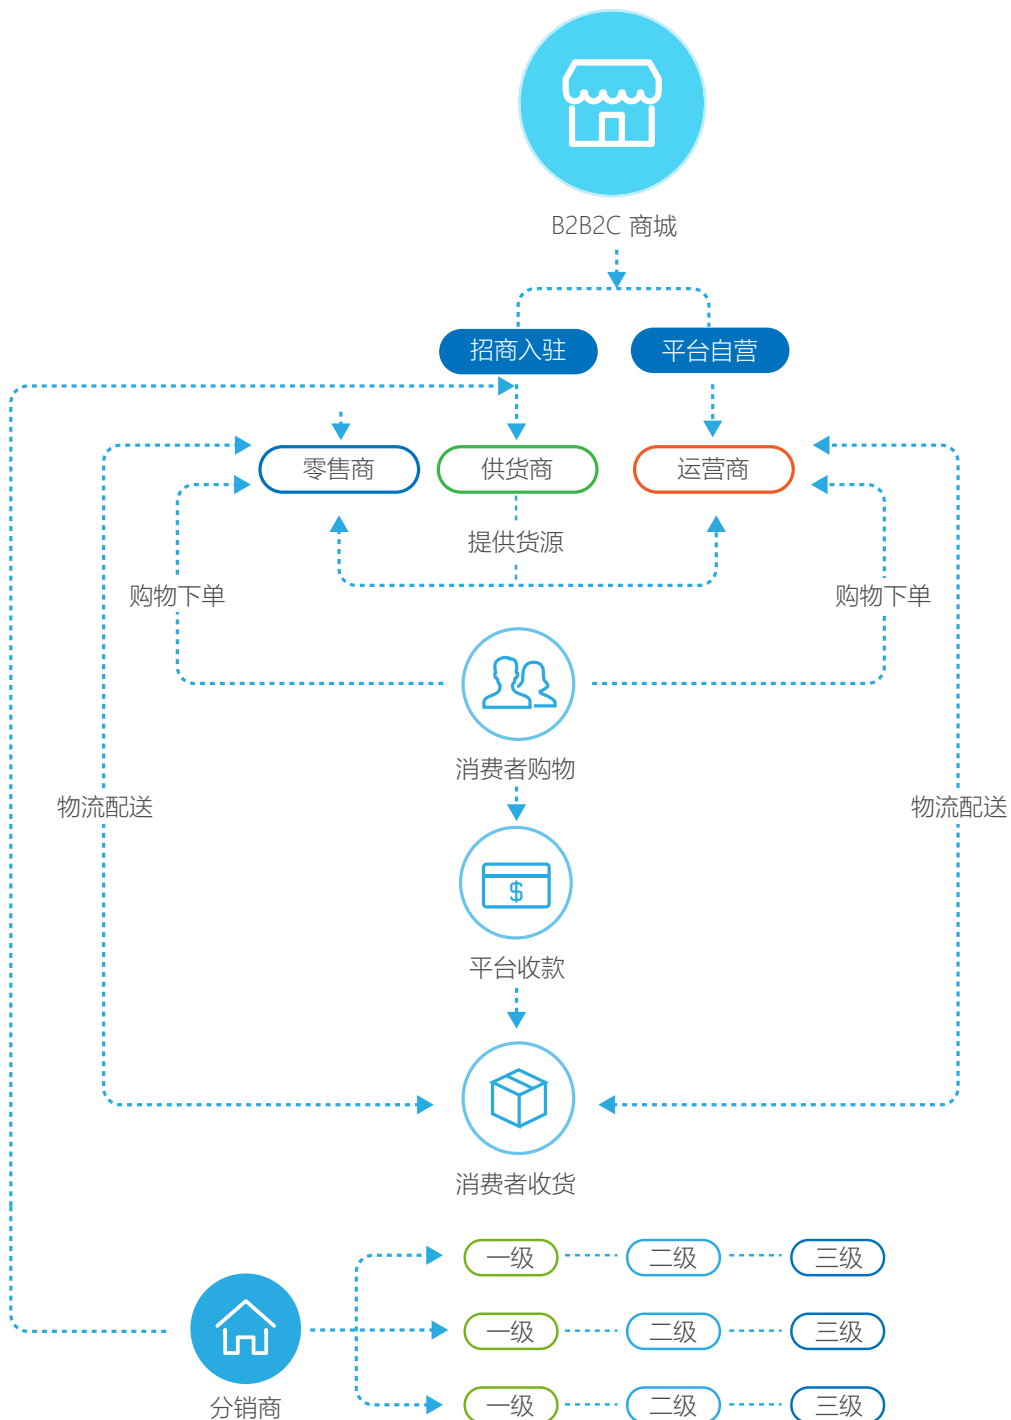 B2B2C 商城
招商入驻
平台自营
零售商
供货商
运营商
提供货源
购物下单
购物下单
消费者购物
物流配送
物流配送
$
平台收款
消费者收货
一级
二级
三级
一级
二级
三级
分销商
一级
二级
三级